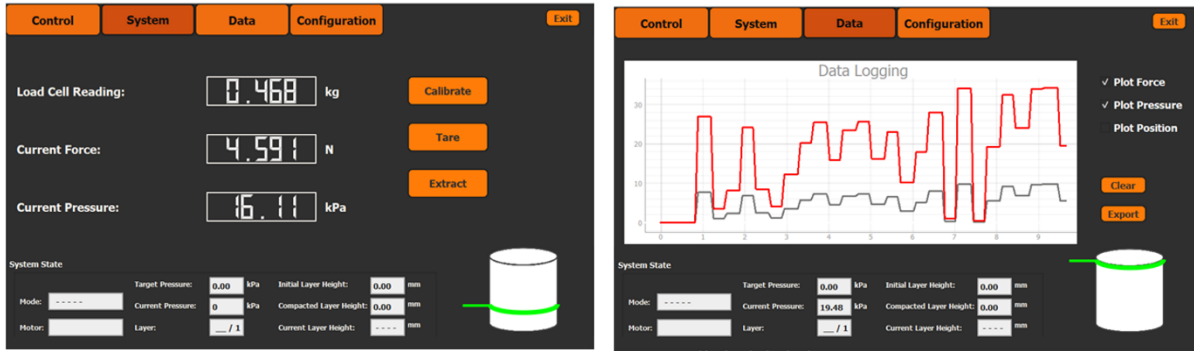 Control System Data Configuration Exit
Load Cell Reading: 0.468 kg Calibrate
Current Force: 4.591 N Tare
Current Pressure: 16.11 kPa Extract
System State
Target Pressure: 0.00 kPa Initial Layer Height: 0.00 mm
Mode: ----- Current Pressure: 0 kPa Compacted Layer Height: 0.00 mm
Motor: Layer: __ / 1 Current Layer Height: ---- mm
Control System Data Configuration Exit
Data Logging
✓ Plot Force
✓ Plot Pressure
Plot Position
30
20
10
0
0 1 2 3 4 5 6 7 8 9
Clear
Export
System State
Target Pressure: 0.00 kPa Initial Layer Height: 0.00 mm
Mode: ----- Current Pressure: 19.48 kPa Compacted Layer Height: 0.00 mm
Motor: Layer: __ / 1 Current Layer Height: ---- mm